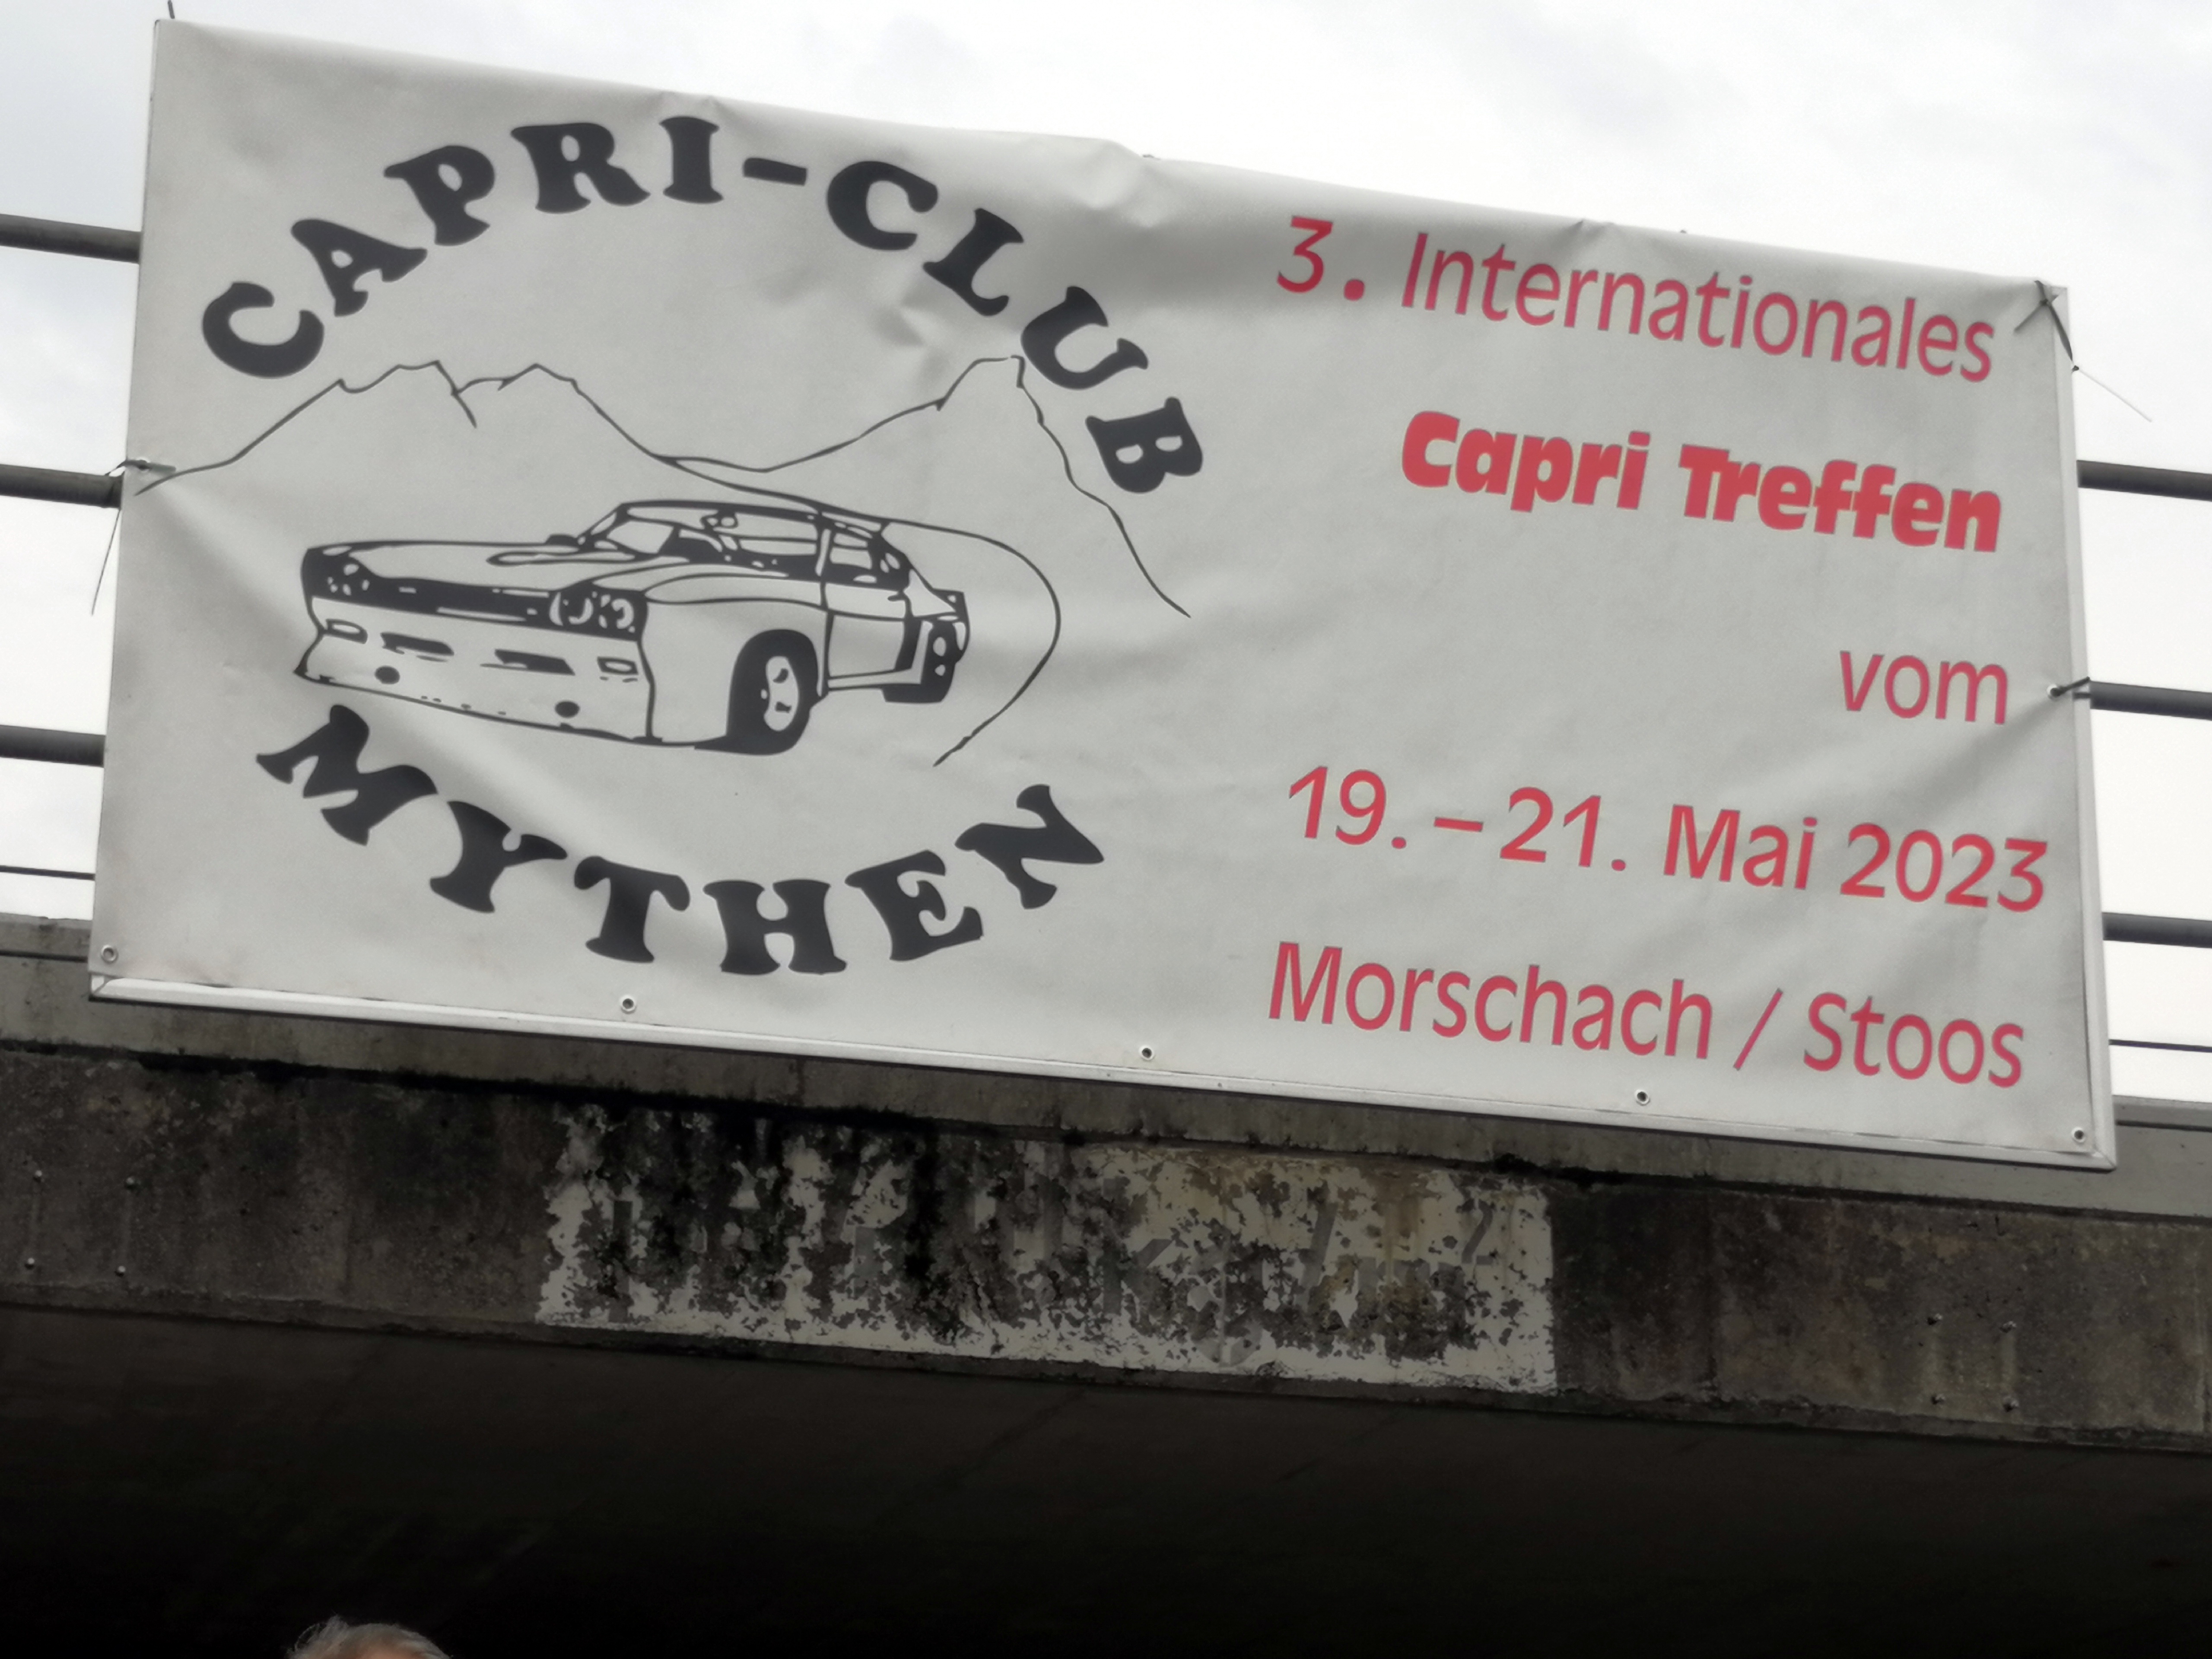 CAPRI-CLUB
MYTHEN
3. Internationales
Capri Treffen
vom
19. – 21. Mai 2023
Morschach / Stoos